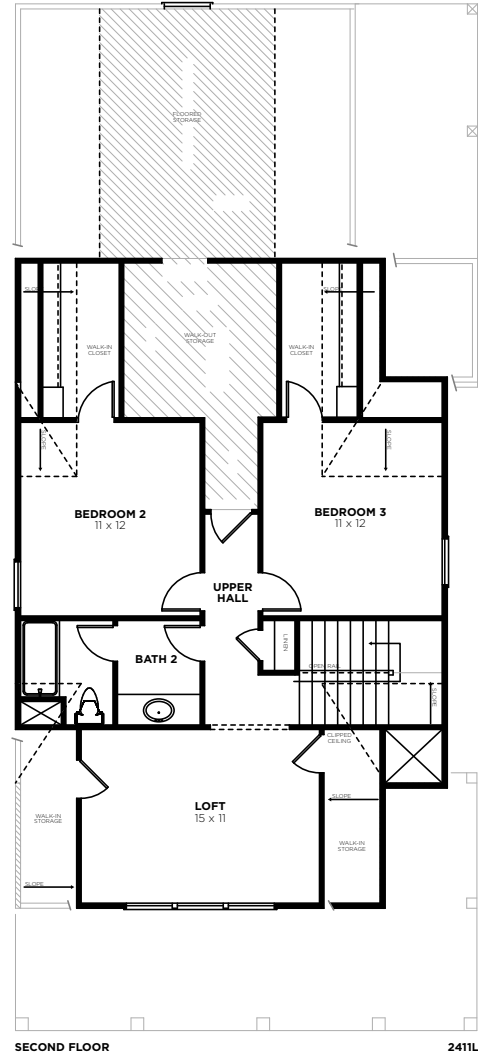 FLOORED
STORAGE
SLOPE
SLOPE
WALK-OUT
STORAGE
WALK-IN
CLOSET
WALK-IN
CLOSET
SLOPE
SLOPE
BEDROOM 2
11 x 12
BEDROOM 3
11 x 12
UPPER
HALL
LINEN
BATH 2
OPEN RAIL
SLOPE
CLIPPED
CEILING
SLOPE
LOFT
15 x 11
WALK-IN
STORAGE
WALK-IN
STORAGE
SLOPE
SECOND FLOOR
2411L